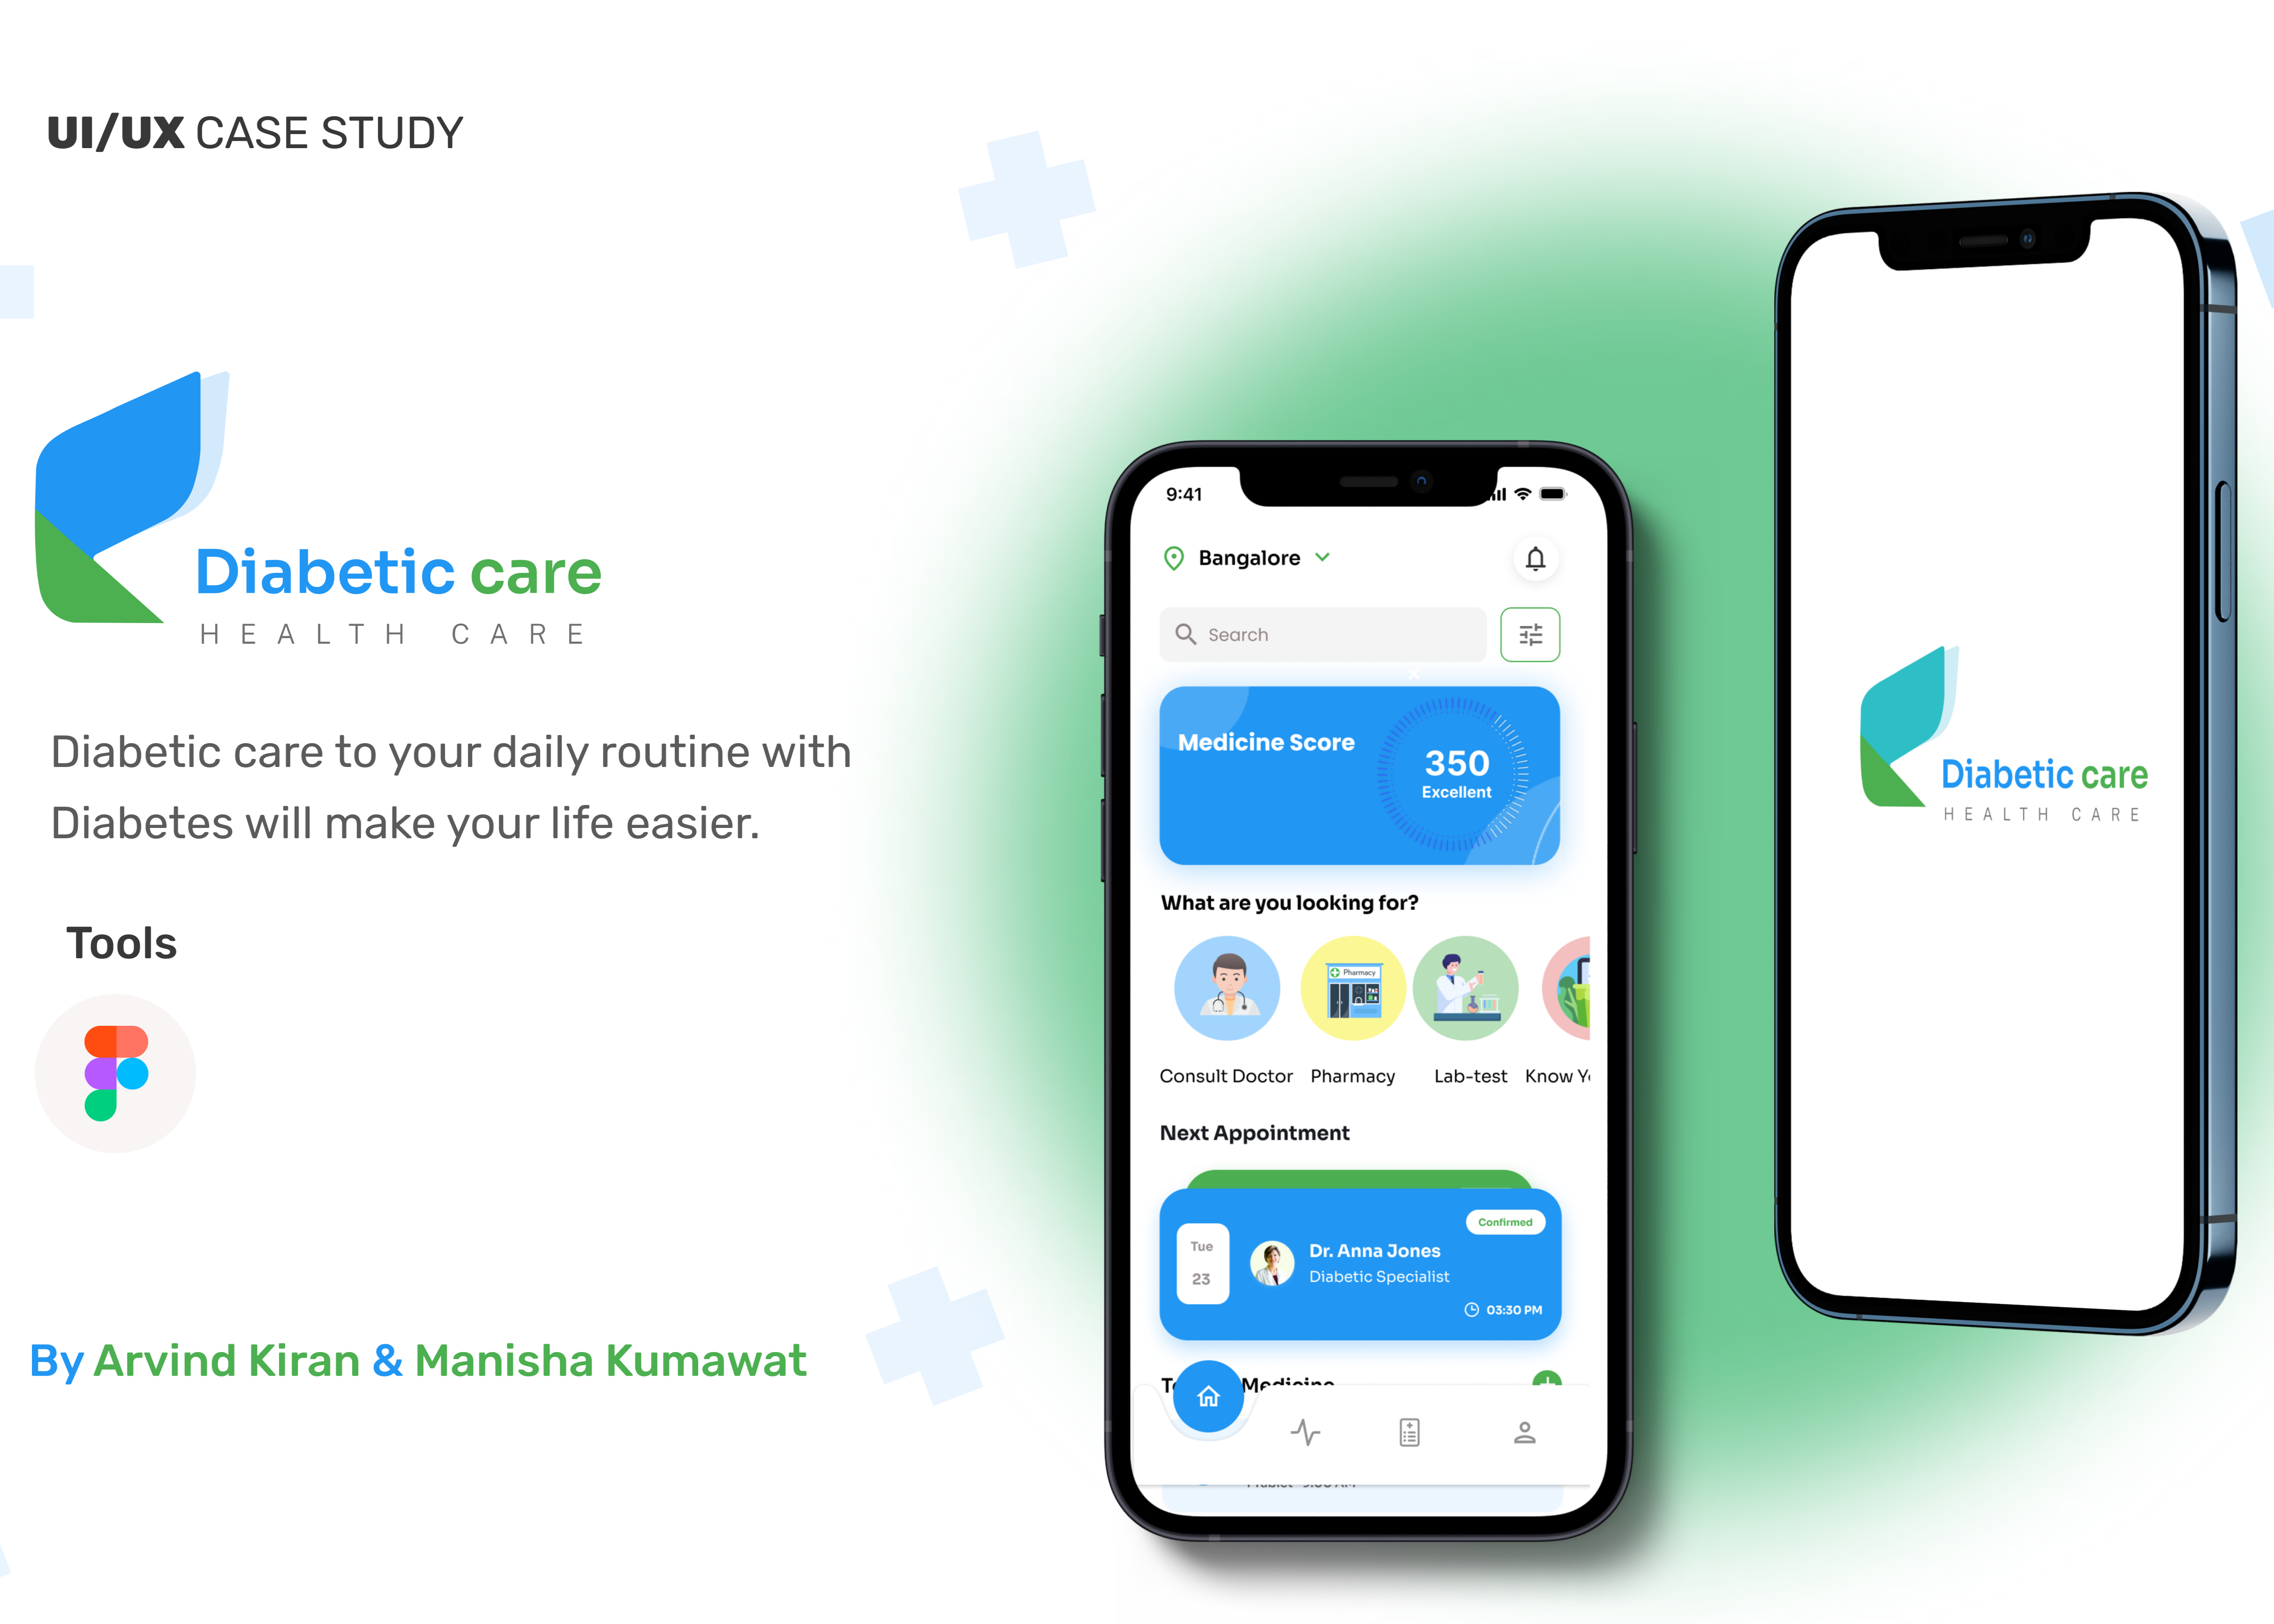 UI/UX CASE STUDY
Diabetic care
HEALTH CARE
Diabetic care to your daily routine with
Diabetes will make your life easier.
Tools
By Arvind Kiran & Manisha Kumawat
9:41
Bangalore
Search
Medicine Score
350
Excellent
What are you looking for?
Pharmacy
Consult Doctor Pharmacy Lab-test Know
Next Appointment
Confirmed
Tue
23
Dr. Anna Jones
Diabetic Specialist
03:30 PM
Medicine
Diabetic care
HEALTH CARE